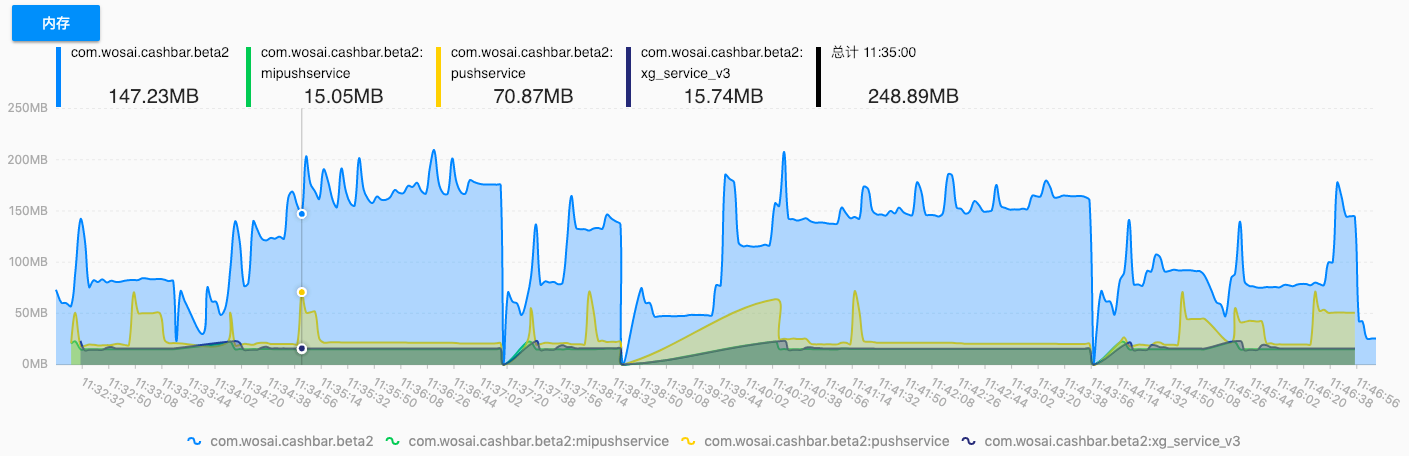 内存
com.wosai.cashbar.beta2
147.23MB
com.wosai.cashbar.beta2:
mipushservice
15.05MB
com.wosai.cashbar.beta2:
pushservice
70.87MB
com.wosai.cashbar.beta2:
xg_service_v3
15.74MB
总计 11:35:00
248.89MB
250MB
200MB
150MB
100MB
50MB
0MB
11:32:32
11:32:50
11:33:08
11:33:26
11:33:44
11:34:02
11:34:20
11:34:38
11:34:56
11:35:14
11:35:32
11:35:50
11:36:08
11:36:26
11:36:44
11:37:02
11:37:20
11:37:38
11:37:56
11:38:14
11:38:32
11:38:50
11:39:08
11:39:26
11:39:44
11:40:02
11:40:20
11:40:38
11:40:56
11:41:14
11:41:32
11:41:50
11:42:08
11:42:26
11:42:44
11:43:02
11:43:20
11:43:38
11:43:56
11:44:14
11:44:32
11:44:50
11:45:08
11:45:26
11:45:44
11:46:02
11:46:20
11:46:38
11:46:56
com.wosai.cashbar.beta2
com.wosai.cashbar.beta2:mipushservice
com.wosai.cashbar.beta2:pushservice
com.wosai.cashbar.beta2:xg_service_v3